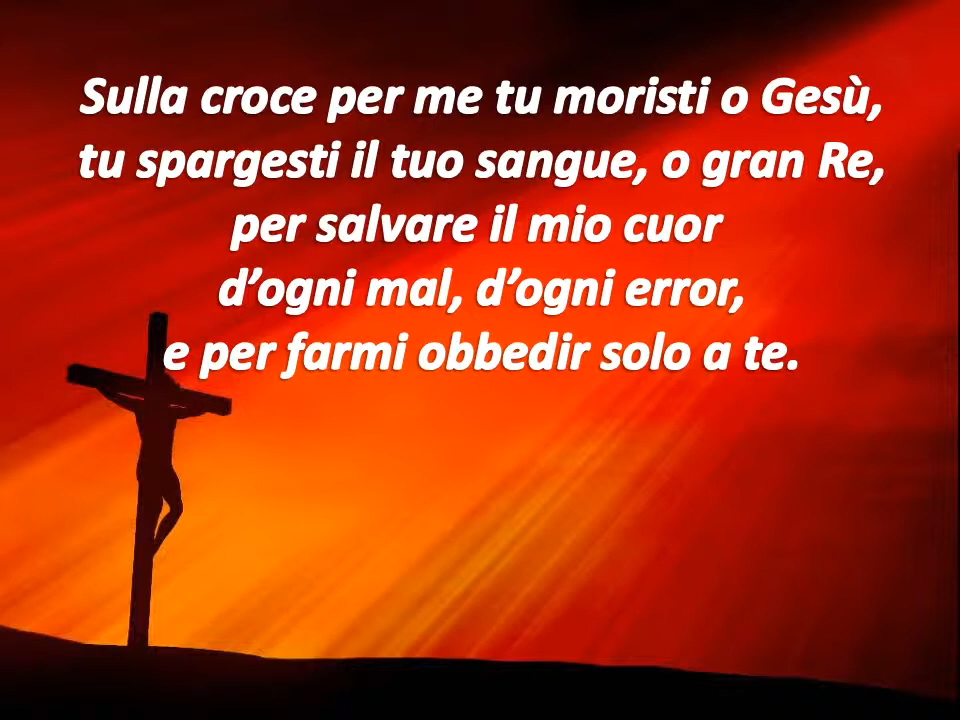 Sulla croce per me tu moristi o Gesù,
tu spargesti il tuo sangue, o gran Re,
per salvare il mio cuor
d’ogni mal, d’ogni error,
e per farmi obbedir solo a te.